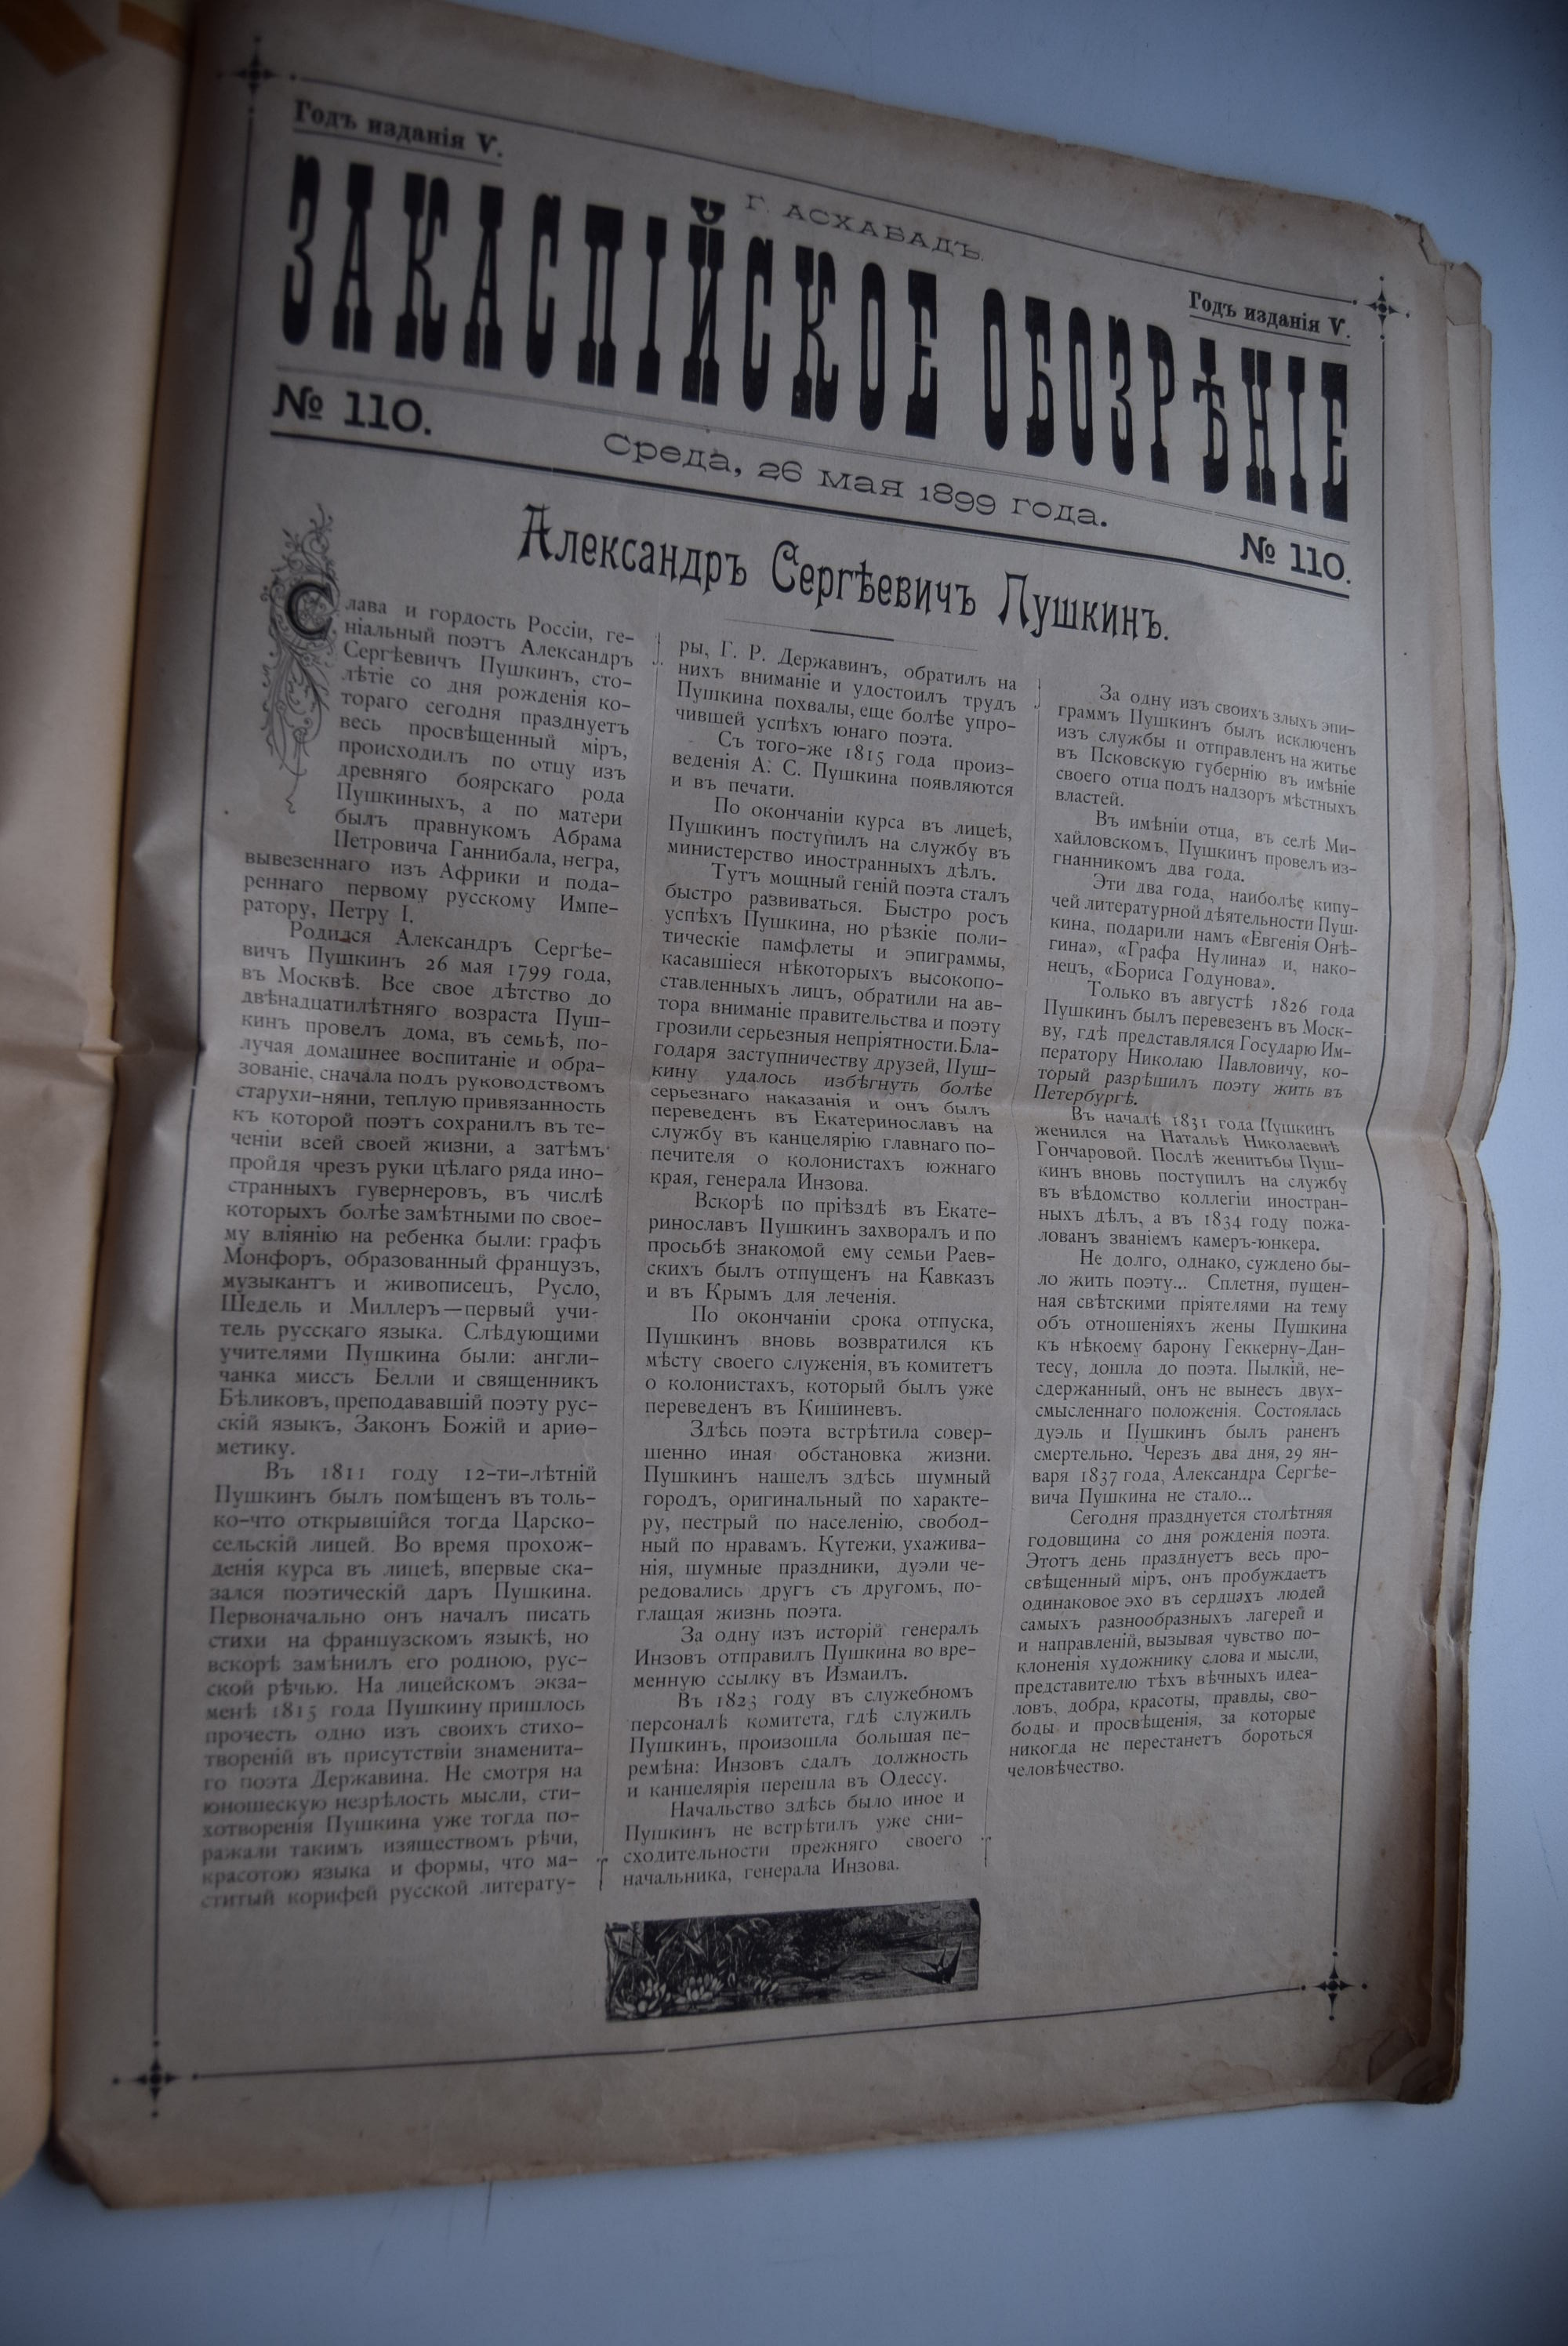 Годъ изданія V.
Г. АСХАБАДЪ.
Годъ изданія V.
ЗАКАСПІЙСКОЕ ОБОЗРѢНІЕ
№ 110.
Среда, 26 мая 1899 года.
№ 110.
Александръ Сергѣевичъ Пушкинъ.
Слава и гордость Россіи, ге-
ніальный поэтъ Александръ
Сергѣевичъ Пушкинъ, сто-
лѣтіе со дня рожденія ко-
тораго сегодня празднуетъ
весь просвѣщенный міръ,
происходилъ по отцу изъ
древняго боярскаго рода
Пушкиныхъ, а по матери
былъ правнукомъ Абрама
Петровича Ганнибала, негра,
вывезеннаго изъ Африки и пода-
реннаго первому русскому Импе-
ратору, Петру I.
Родился Александръ Сергѣе-
вичъ Пушкинъ 26 мая 1799 года,
въ Москвѣ. Все свое дѣтство до
двѣнадцатилѣтняго возраста Пуш-
кинъ провелъ дома, въ семьѣ, по-
лучая домашнее воспитаніе и обра-
зованіе, сначала подъ руководствомъ
старухи-няни, теплую привязанность
къ которой поэтъ сохранилъ въ те-
ченіи всей своей жизни, а затѣмъ
пройдя чрезъ руки цѣлаго ряда ино-
странныхъ гувернеровъ, въ числѣ
которыхъ болѣе замѣтными по свое-
му вліянію на ребенка были: графъ
Монфоръ, образованный французъ,
музыкантъ и живописецъ, Русло,
Шедель и Миллеръ—первый учи-
тель русскаго языка. Слѣдующими
учителями Пушкина были: англи-
чанка миссъ Белли и священникъ
Бѣликовъ, преподававшій поэту рус-
скій языкъ, Законъ Божій и ариѳ-
метику.
Въ 1811 году 12-ти-лѣтній
Пушкинъ былъ помѣщенъ въ толь-
ко-что открывшійся тогда Царско-
сельскій лицей. Во время прохож-
денія курса въ лицеѣ, впервые ска-
зался поэтическій даръ Пушкина.
Первоначально онъ началъ писать
стихи на французскомъ языкѣ, но
вскорѣ замѣнилъ его родною, рус-
ской рѣчью. На лицейскомъ экза-
менѣ 1815 года Пушкину пришлось
прочесть одно изъ своихъ стихо-
твореній въ присутствіи знаменита-
го поэта Державина. Не смотря на
юношескую незрѣлость мысли, сти-
хотворенія Пушкина уже тогда по-
ражали такимъ изяществомъ рѣчи,
красотою языка и формы, что ма-
ститый корифей русской литерату-
ры, Г. Р. Державинъ, обратилъ на
нихъ вниманіе и удостоилъ трудъ
Пушкина похвалы, еще болѣе упро-
чившей успѣхъ юнаго поэта.
Съ того-же 1815 года произ-
веденія А. С. Пушкина появляются
и въ печати.
По окончаніи курса въ лицеѣ,
Пушкинъ поступилъ на службу въ
министерство иностранныхъ дѣлъ.
Тутъ мощный геній поэта сталъ
быстро развиваться. Быстро росъ
успѣхъ Пушкина, но рѣзкіе поли-
тическіе памфлеты и эпиграммы,
касавшіеся нѣкоторыхъ высокопо-
ставленныхъ лицъ, обратили на ав-
тора вниманіе правительства и поэту
грозили серьезныя непріятности. Бла-
годаря заступничеству друзей, Пуш-
кину удалось избѣгнуть болѣе
серьезнаго наказанія и онъ былъ
переведенъ въ Екатеринославъ на
службу въ канцелярію главнаго по-
печителя о колонистахъ южнаго
края, генерала Инзова.
Вскорѣ по пріѣздѣ въ Екате-
ринославъ Пушкинъ захворалъ и по
просьбѣ знакомой ему семьи Раев-
скихъ былъ отпущенъ на Кавказъ
и въ Крымъ для леченія.
По окончаніи срока отпуска,
Пушкинъ вновь возвратился къ
мѣсту своего служенія, въ комитетъ
о колонистахъ, который былъ уже
переведенъ въ Кишиневъ.
Здѣсь поэта встрѣтила совер-
шенно иная обстановка жизни.
Пушкинъ нашелъ здѣсь шумный
городъ, оригинальный по характе-
ру, пестрый по населенію, свобод-
ный по нравамъ. Кутежи, ухажива-
нія, шумные праздники, дуэли че-
редовались другъ съ другомъ, по-
глащая жизнь поэта.
За одну изъ исторій генералъ
Инзовъ отправилъ Пушкина во вре-
менную ссылку въ Измаилъ.
Въ 1823 году въ служебномъ
персоналѣ комитета, гдѣ служилъ
Пушкинъ, произошла большая пе-
ремѣна: Инзовъ сдалъ должность
и канцелярія перешла въ Одессу.
Начальство здѣсь было иное и
Пушкинъ не встрѣтилъ уже сни-
сходительности прежняго своего
начальника, генерала Инзова.
За одну изъ своихъ злыхъ эпи-
граммъ Пушкинъ былъ исключенъ
изъ службы и отправленъ на житье
въ Псковскую губернію въ имѣніе
своего отца подъ надзоръ мѣстныхъ
властей.
Въ имѣніи отца, въ селѣ Ми-
хайловскомъ, Пушкинъ провелъ из-
гнанникомъ два года.
Эти два года, наиболѣе кипу-
чей литературной дѣятельности Пуш-
кина, подарили намъ «Евгенія Онѣ-
гина», «Графа Нулина» и, нако-
нецъ, «Бориса Годунова».
Только въ августѣ 1826 года
Пушкинъ былъ перевезенъ въ Моск-
ву, гдѣ представлялся Государю Им-
ператору Николаю Павловичу, ко-
торый разрѣшилъ поэту жить въ
Петербургѣ.
Въ началѣ 1831 года Пушкинъ
женился на Натальѣ Николаевнѣ
Гончаровой. Послѣ женитьбы Пуш-
кинъ вновь поступилъ на службу
въ вѣдомство коллегіи иностран-
ныхъ дѣлъ, а въ 1834 году пожа-
лованъ званіемъ камеръ-юнкера.
Не долго, однако, суждено бы-
ло жить поэту... Сплетня, пущен-
ная свѣтскими пріятелями на тему
объ отношеніяхъ жены Пушкина
къ нѣкоему барону Геккерну-Дан-
тесу, дошла до поэта. Пылкій, не-
сдержанный, онъ не вынесъ двух-
смысленнаго положенія. Состоялась
дуэль и Пушкинъ былъ раненъ
смертельно. Черезъ два дня, 29 ян-
варя 1837 года, Александра Сергѣе-
вича Пушкина не стало...
Сегодня празднуется столѣтняя
годовщина со дня рожденія поэта.
Этотъ день празднуетъ весь про-
свѣщенный міръ, онъ пробуждаетъ
одинаковое эхо въ сердцахъ людей
самыхъ разнообразныхъ лагерей и
и направленій, вызывая чувство по-
клоненія художнику слова и мысли,
представителю тѣхъ вѣчныхъ идеа-
ловъ, добра, красоты, правды, сво-
боды и просвѣщенія, за которые
никогда не перестанетъ бороться
человѣчество.